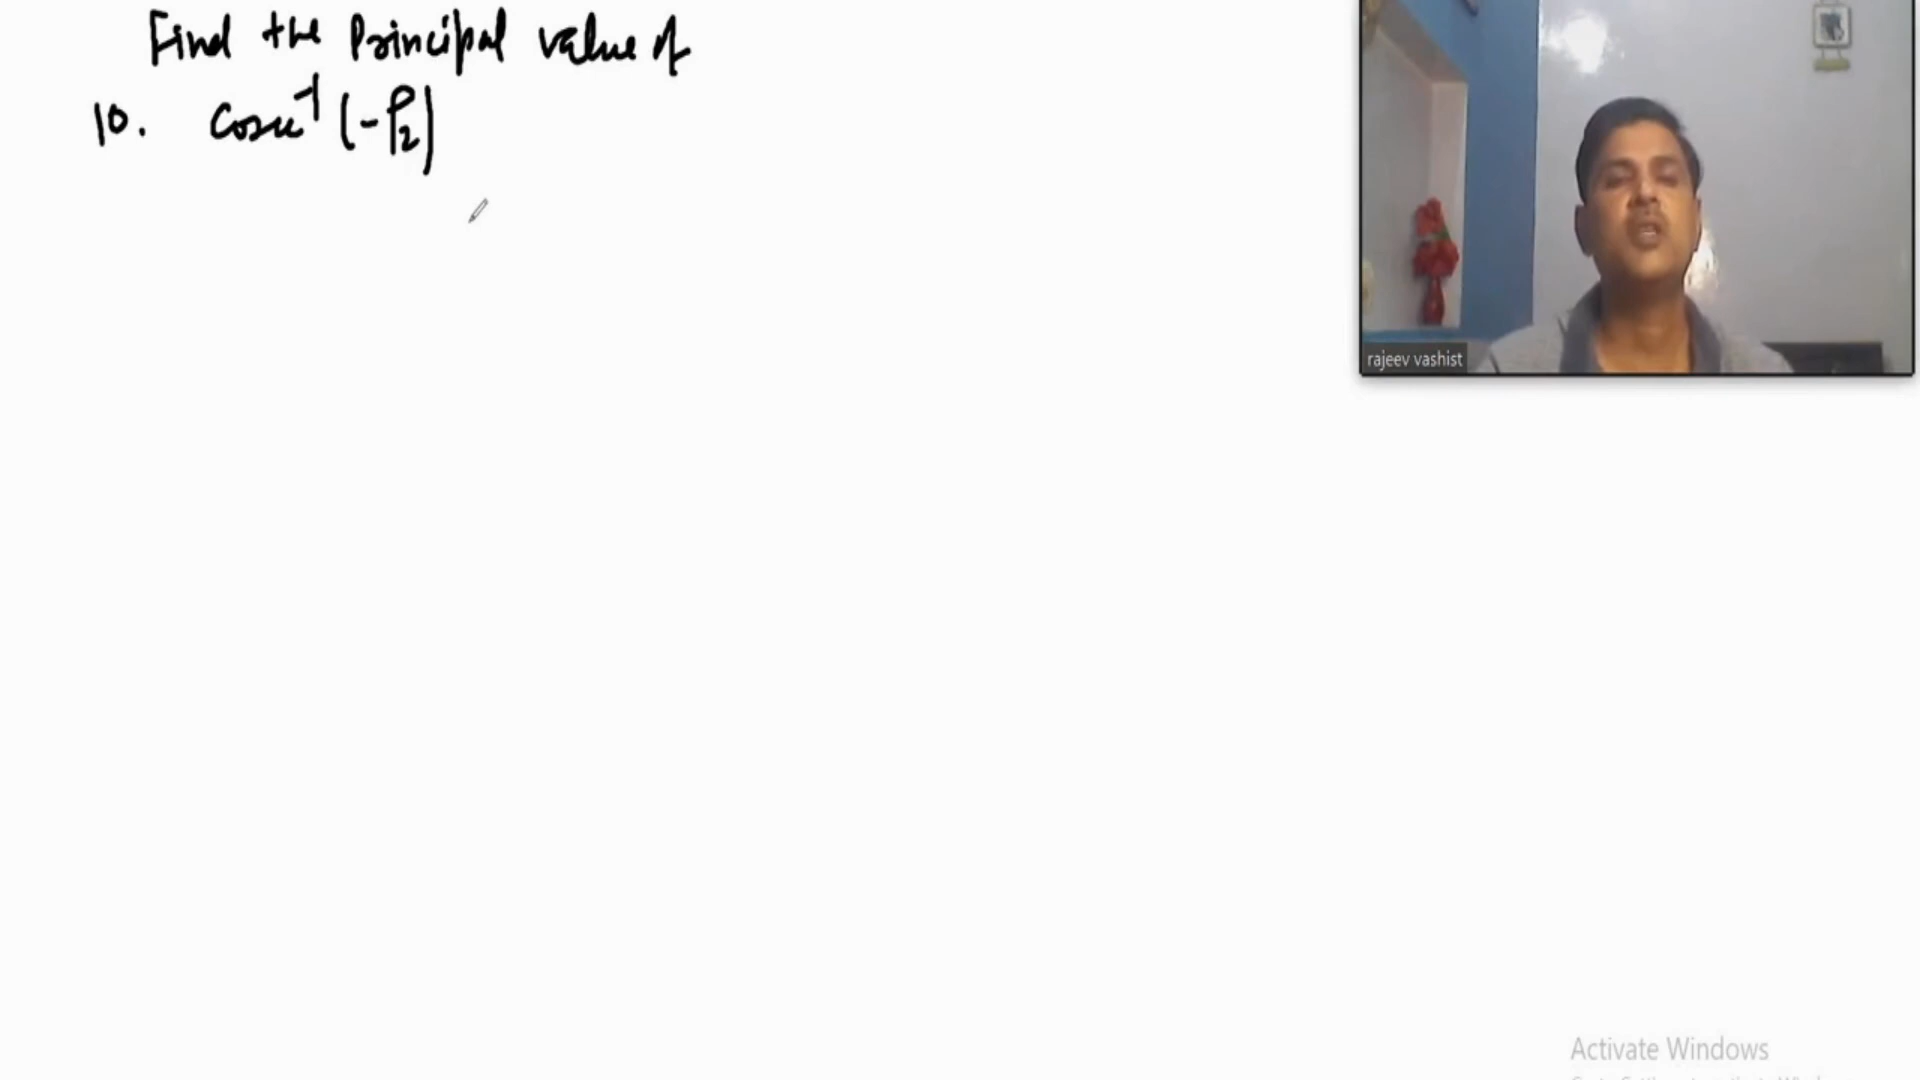 Find the Principal value of
10. Cosec⁻¹ (-√2)
rajeev vashist
Activate Windows